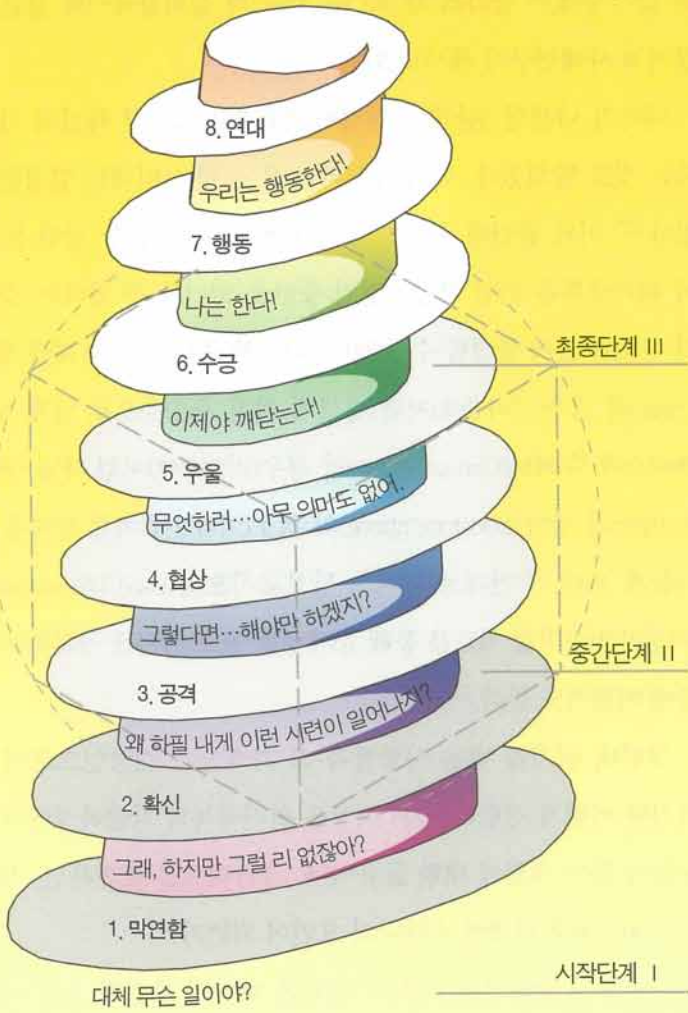 8. 연대
우리는 행동한다!
7. 행동
나는 한다!
최종단계 III
6. 수긍
이제야 깨닫는다!
5. 우울
무엇하러…아무 의미도 없어.
4. 협상
그렇다면…해야만 하겠지?
중간단계 II
3. 공격
왜 하필 내게 이런 시련이 일어나지?
2. 확신
그래, 하지만 그럴 리 없잖아?
1. 막연함
시작단계 I
대체 무슨 일이야?